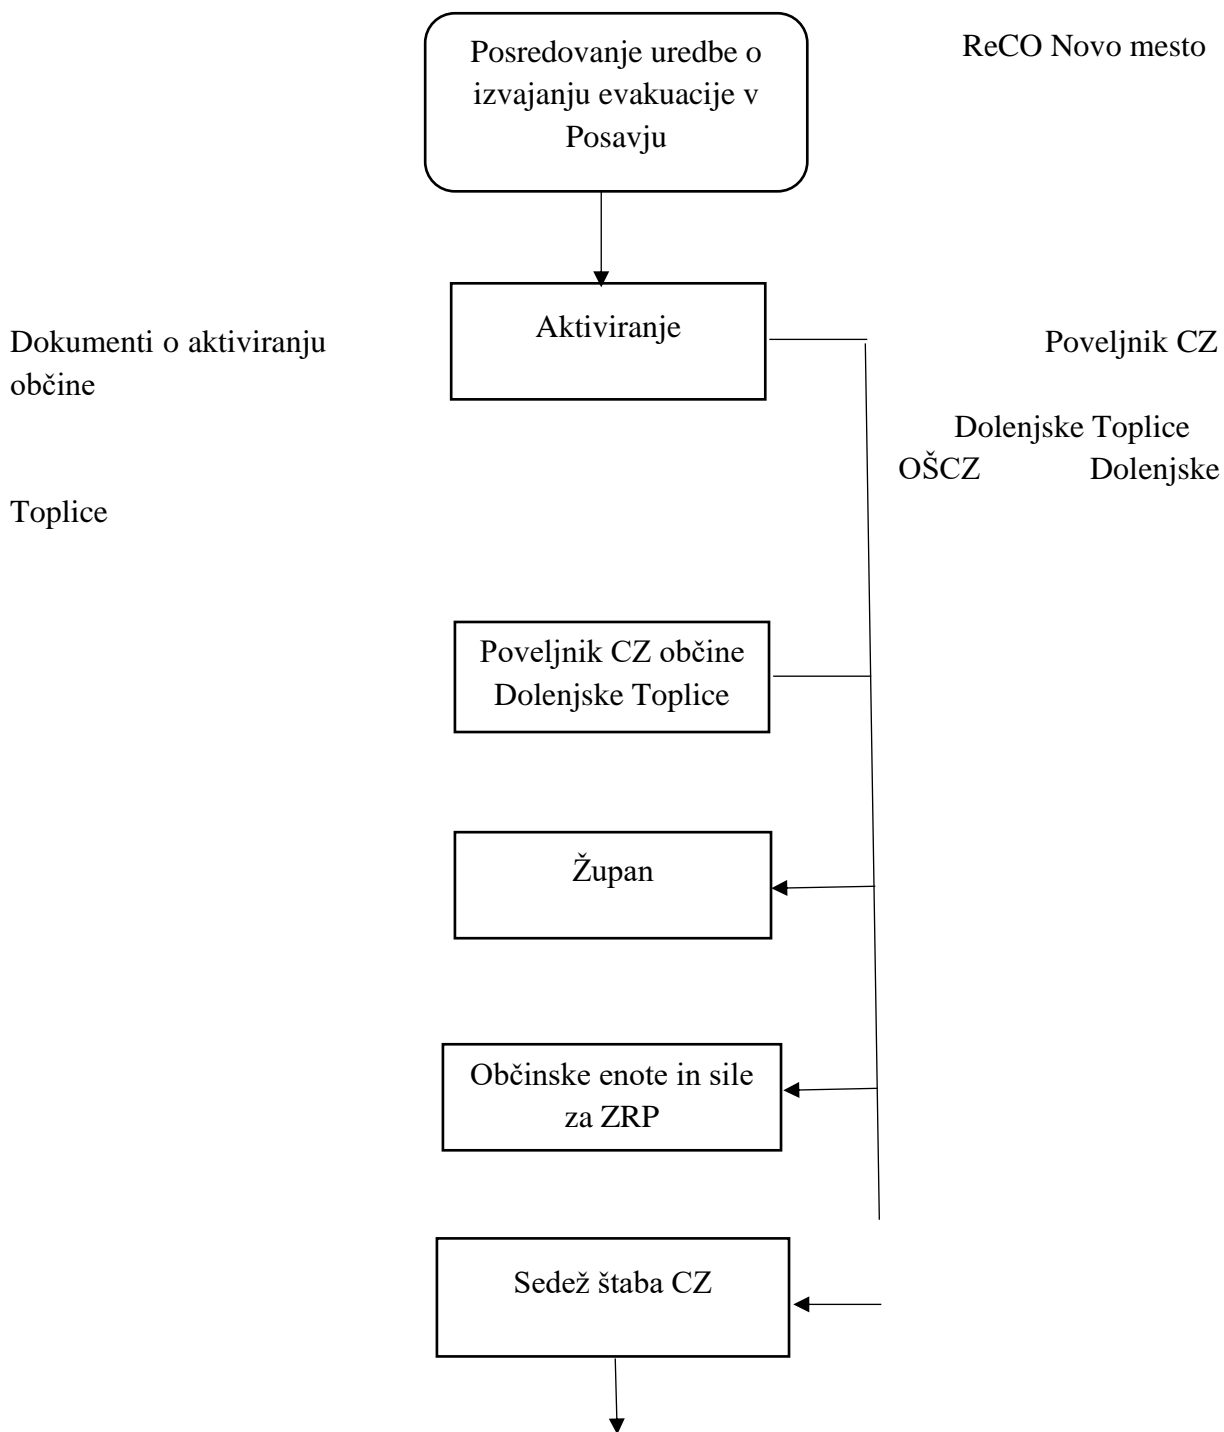 Posredovanje uredbe o
izvajanju evakuacije v
Posavju
ReCO Novo mesto
Aktiviranje
Dokumenti o aktiviranju
občine
Poveljnik CZ
Dolenjske Toplice
OŠCZ Dolenjske
Toplice
Poveljnik CZ občine
Dolenjske Toplice
Župan
Občinske enote in sile
za ZRP
Sedež štaba CZ